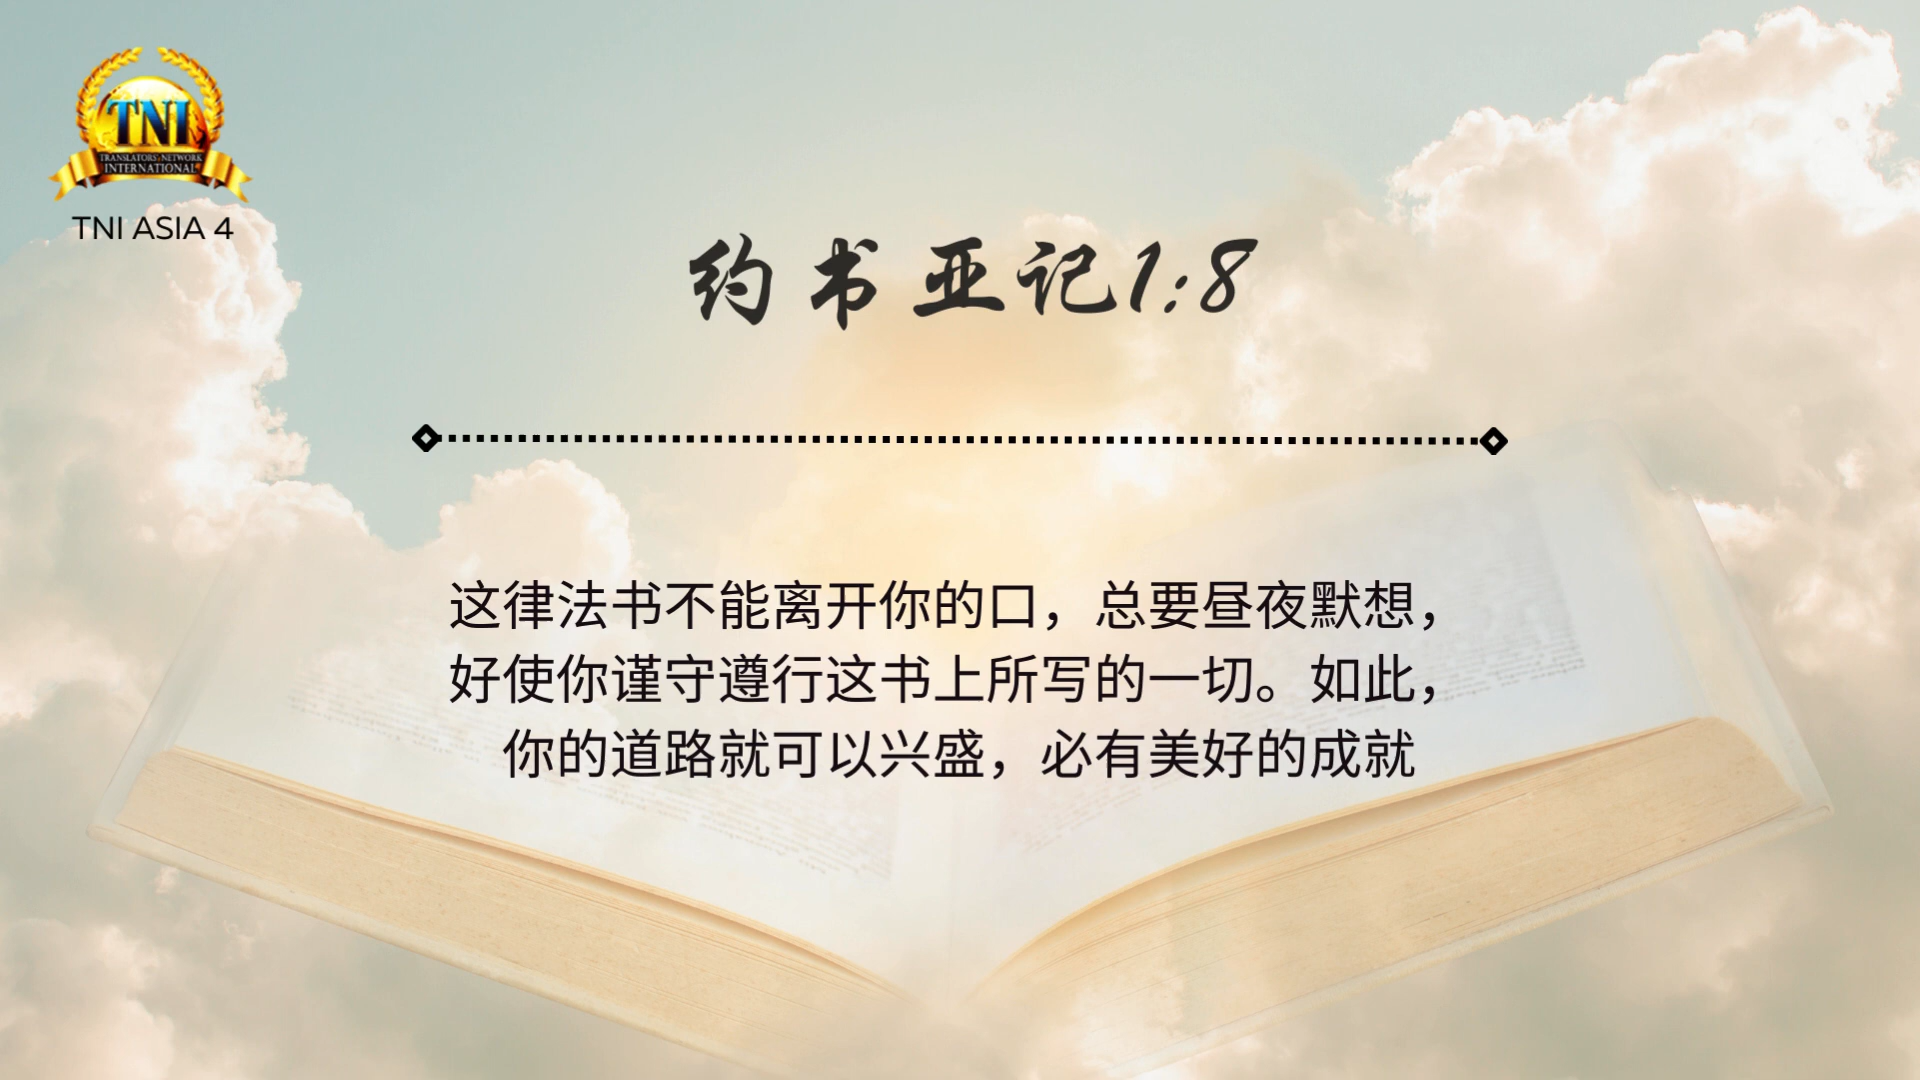 TNI
TRANSLATORS' NETWORK
INTERNATIONAL
TNI ASIA 4
约书亚记1:8
这律法书不能离开你的口，总要昼夜默想，
好使你谨守遵行这书上所写的一切。如此，
你的道路就可以兴盛，必有美好的成就